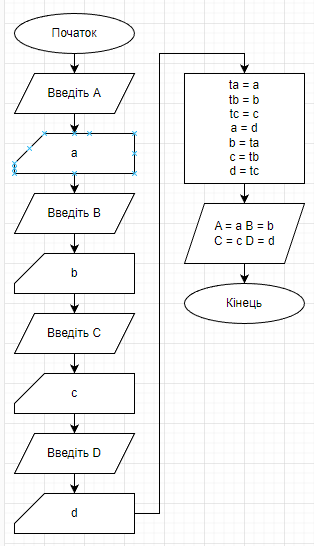 Початок
Введіть A
a
Введіть B
b
Введіть C
c
Введіть D
d
ta = a
tb = b
tc = c
a = d
b = ta
c = tb
d = tc
A = a B = b
C = c D = d
Кінець